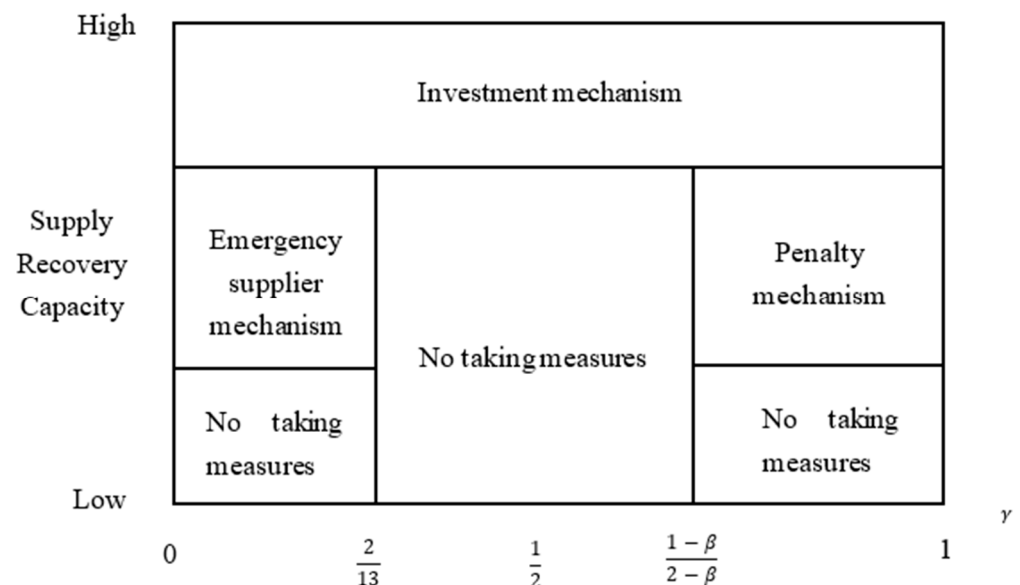 High
Investment mechanism
Supply
Recovery
Capacity
Emergency
supplier
mechanism
No taking measures
Penalty
mechanism
No taking
measures
No taking
measures
Low
γ
0
2/13
1/2
1 − β / 2 − β
1